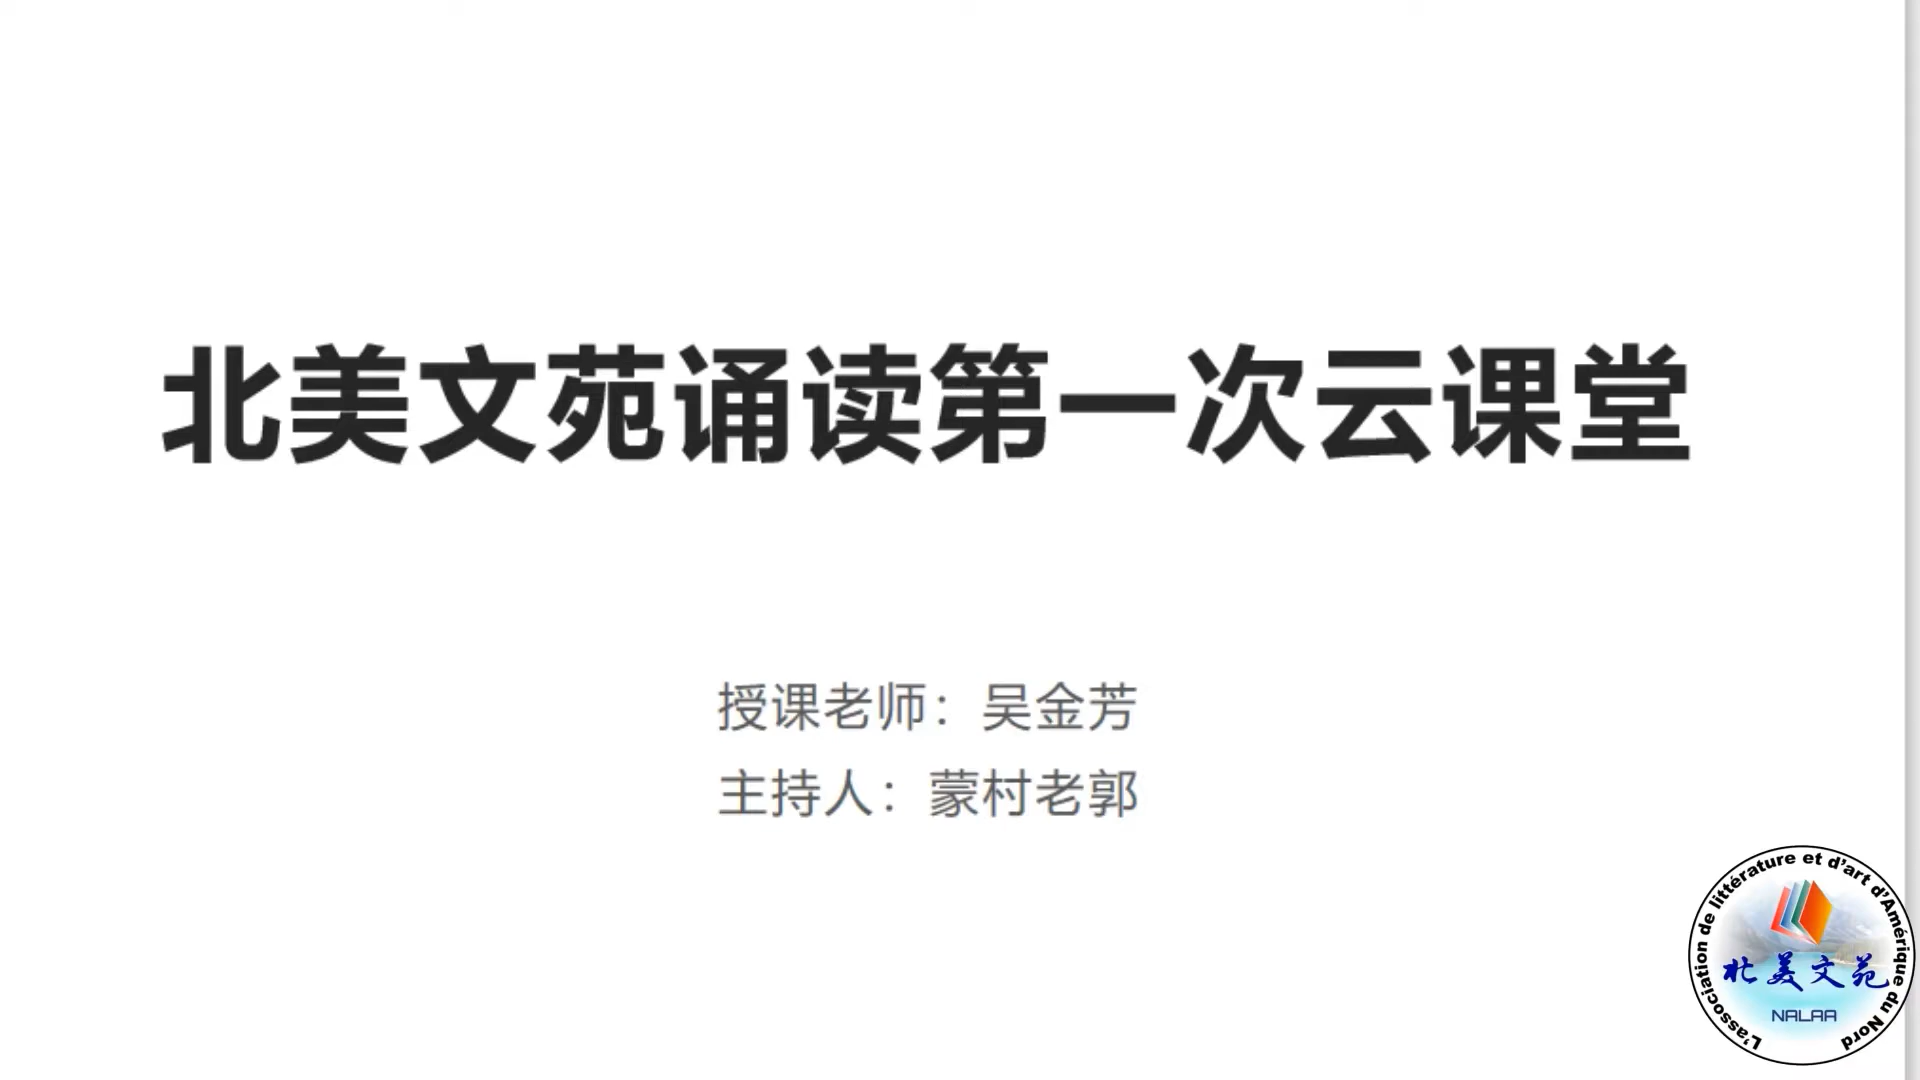 北美文苑诵读第一次云课堂
授课老师：吴金芳
主持人：蒙村老郭
L'association de littérature et d'art d'Amérique du Nord
北美文苑
NALAA